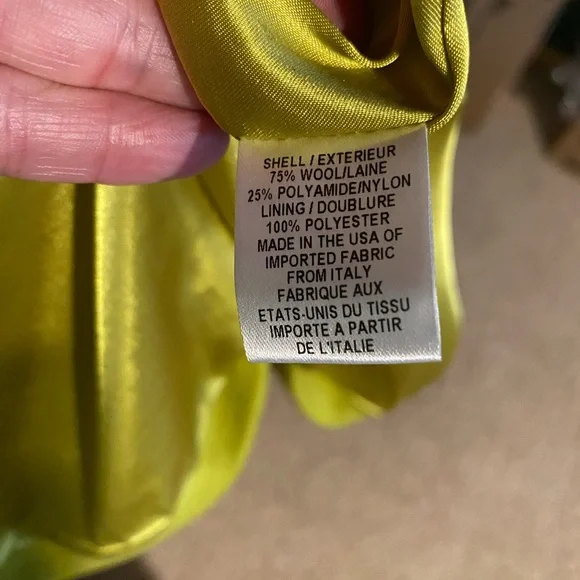 SHELL / EXTERIEUR
75% WOOL/LAINE
25% POLYAMIDE/NYLON
LINING / DOUBLURE
100% POLYESTER
MADE IN THE USA OF
IMPORTED FABRIC
FROM ITALY
FABRIQUE AUX
ETATS-UNIS DU TISSU
IMPORTE A PARTIR
DE L'ITALIE